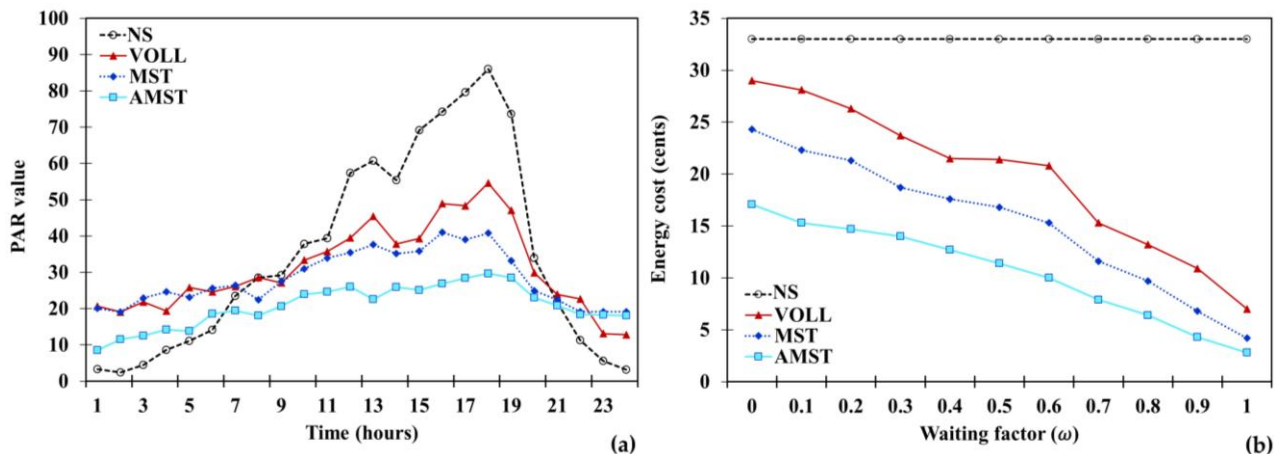 100
90
80
70
60
50
40
30
20
10
0
PAR value
NS
VOLL
MST
AMST
1 3 5 7 9 11 13 15 17 19 21 23
Time (hours)
(a)
35
30
25
20
15
10
5
0
Energy cost (cents)
NS
VOLL
MST
AMST
0 0.1 0.2 0.3 0.4 0.5 0.6 0.7 0.8 0.9 1
Waiting factor (ω)
(b)